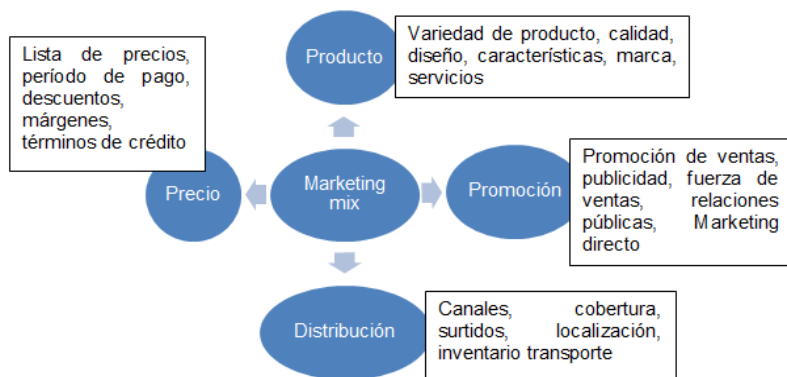 Producto
Variedad de producto, calidad,
diseño, características, marca,
servicios
Lista de precios,
período de pago,
descuentos,
márgenes,
términos de crédito
Precio
Marketing
mix
Promoción
Promoción de ventas,
publicidad, fuerza de
ventas, relaciones
públicas, Marketing
directo
Distribución
Canales, cobertura,
surtidos, localización,
inventario transporte